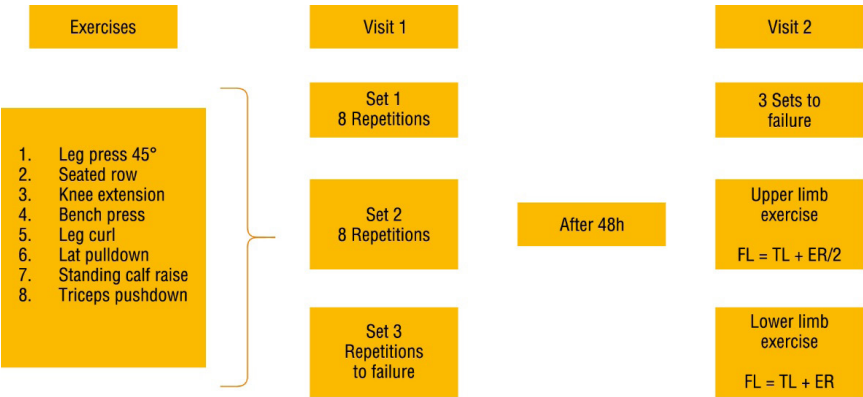 Exercises
Visit 1
Visit 2
1. Leg press 45°
2. Seated row
3. Knee extension
4. Bench press
5. Leg curl
6. Lat pulldown
7. Standing calf raise
8. Triceps pushdown
Set 1
8 Repetitions
Set 2
8 Repetitions
Set 3
Repetitions
to failure
After 48h
3 Sets to
failure
Upper limb
exercise
FL = TL + ER/2
Lower limb
exercise
FL = TL + ER